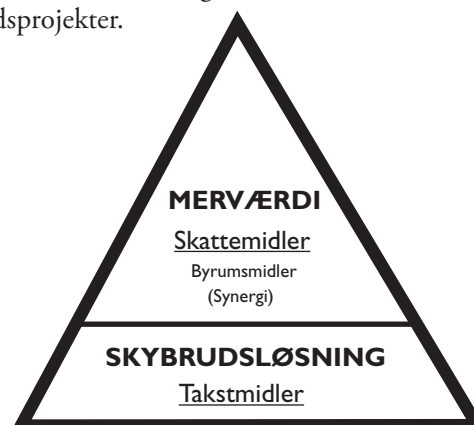 dsprojekter.
MERVÆRDI
Skattemidler
Byrumsmidler
(Synergi)
SKYBRUDSLØSNING
Takstmidler